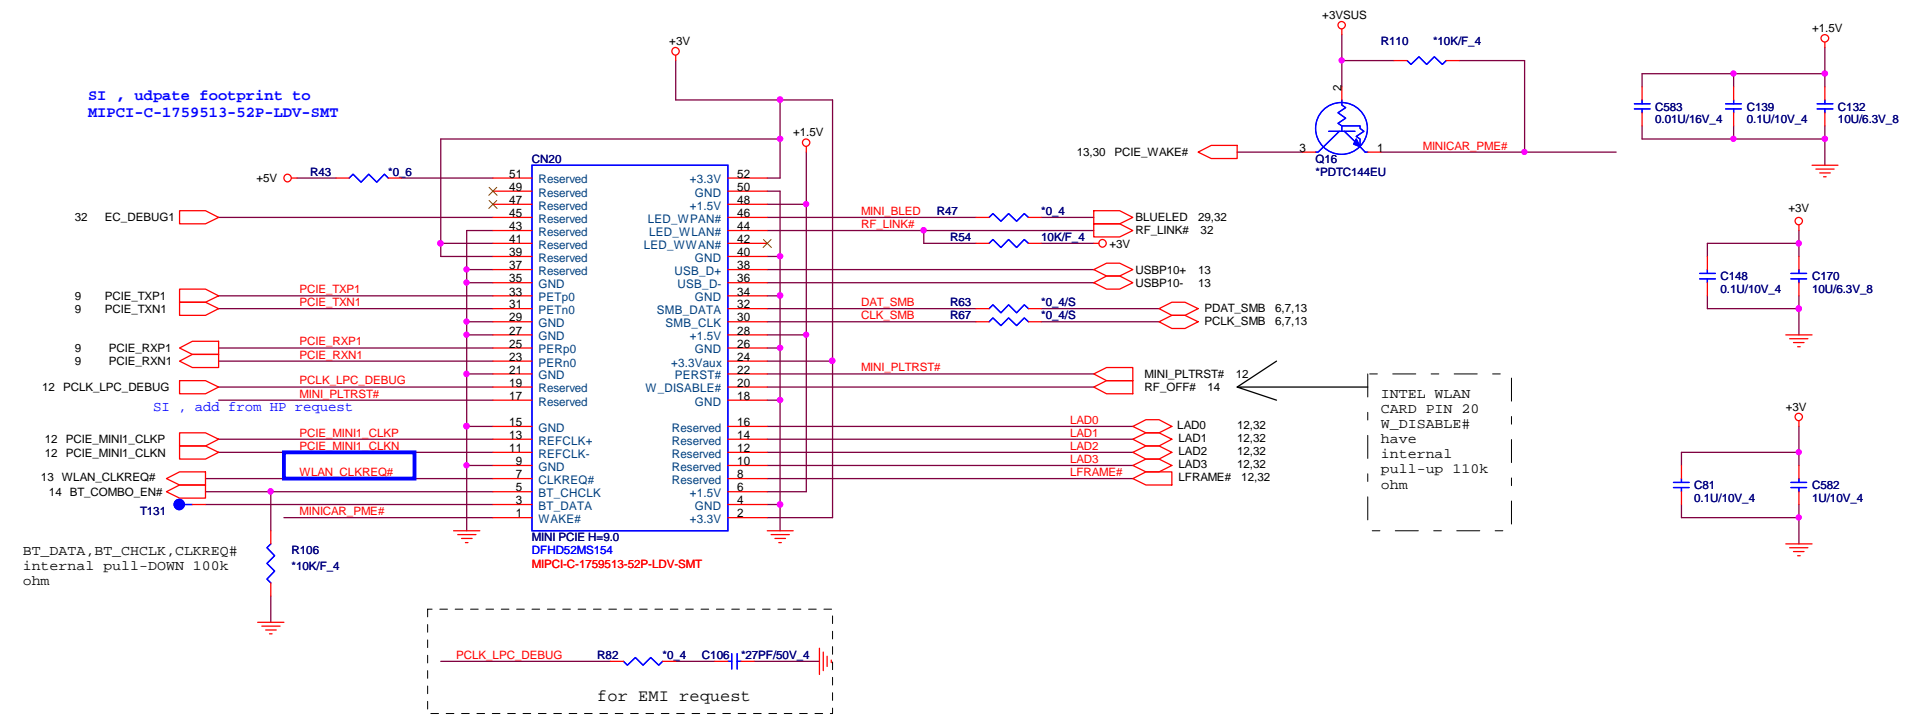 +3VSUS
R110 *10K/F_4
+3V
+1.5V
SI , udpate footprint to
MIPCI-C-1759513-52P-LDV-SMT
2
C583
0.01U/16V_4
C139
0.1U/10V_4
C132
10U/6.3V_8
+1.5V
13,30 PCIE_WAKE#
3
1
MINICAR_PME#
Q16
*PDTC144EU
CN20
+5V
R43
*0_6
51 Reserved
49 Reserved
47 Reserved
45 Reserved
43 Reserved
41 Reserved
39 Reserved
37 Reserved
35 GND
33 PETp0
31 PETn0
29 GND
27 GND
25 PERp0
23 PERn0
21 GND
19 Reserved
17 Reserved
15 GND
13 REFCLK+
11 REFCLK-
9 GND
7 CLKREQ#
5 BT_CHCLK
3 BT_DATA
1 WAKE#
+3.3V 52
GND 50
+1.5V 48
LED_WPAN# 46
LED_WLAN# 44
LED_WWAN# 42
GND 40
USB_D+ 38
USB_D- 36
GND 34
SMB_DATA 32
SMB_CLK 30
+1.5V 28
GND 26
+3.3Vaux 24
PERST# 22
W_DISABLE# 20
GND 18
Reserved 16
Reserved 14
Reserved 12
Reserved 10
Reserved 8
+1.5V 6
GND 4
+3.3V 2
MINI PCIE H=9.0
DFHD52MS154
MIPCI-C-1759513-52P-LDV-SMT
32 EC_DEBUG1
9 PCIE_TXP1
PCIE_TXP1
9 PCIE_TXN1
PCIE_TXN1
9 PCIE_RXP1
PCIE_RXP1
9 PCIE_RXN1
PCIE_RXN1
12 PCLK_LPC_DEBUG
PCLK_LPC_DEBUG
MINI_PLTRST#
SI , add from HP request
12 PCIE_MINI1_CLKP
PCIE_MINI1_CLKP
12 PCIE_MINI1_CLKN
PCIE_MINI1_CLKN
13 WLAN_CLKREQ#
WLAN_CLKREQ#
14 BT_COMBO_EN#
T131
MINICAR_PME#
BT_DATA,BT_CHCLK,CLKREQ#
internal pull-DOWN 100k
ohm
R106
*10K/F_4
MINI_BLED R47 *0_4 BLUELED 29,32
RF_LINK# RF_LINK# 32
R54 10K/F_4 +3V
USBP10+ 13
USBP10- 13
DAT_SMB R63 *0_4/S PDAT_SMB 6,7,13
CLK_SMB R67 *0_4/S PCLK_SMB 6,7,13
MINI_PLTRST# MINI_PLTRST# 12
RF_OFF# 14
LAD0 LAD0 12,32
LAD1 LAD1 12,32
LAD2 LAD2 12,32
LAD3 LAD3 12,32
LFRAME# LFRAME# 12,32
INTEL WLAN
CARD PIN 20
W_DISABLE#
have
internal
pull-up 110k
ohm
+3V
C148
0.1U/10V_4
C170
10U/6.3V_8
+3V
C81
0.1U/10V_4
C582
1U/10V_4
PCLK_LPC_DEBUG R82 *0_4 C106 *27PF/50V_4
for EMI request